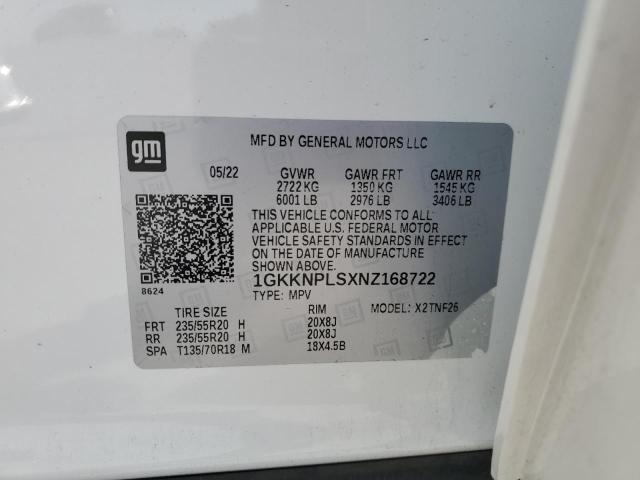 gm
MFD BY GENERAL MOTORS LLC
05/22 GVWR GAWR FRT GAWR RR
2722 KG 1350 KG 1545 KG
6001 LB 2976 LB 3406 LB
THIS VEHICLE CONFORMS TO ALL
APPLICABLE U.S. FEDERAL MOTOR
VEHICLE SAFETY STANDARDS IN EFFECT
ON THE DATE OF MANUFACTURE
SHOWN ABOVE.
1GKKNPLSXNZ168722
8624
TYPE: MPV
TIRE SIZE RIM MODEL: X2TNF26
FRT 235/55R20 H 20X8J
RR 235/55R20 H 20X8J
SPA T135/70R18 M 18X4.5B